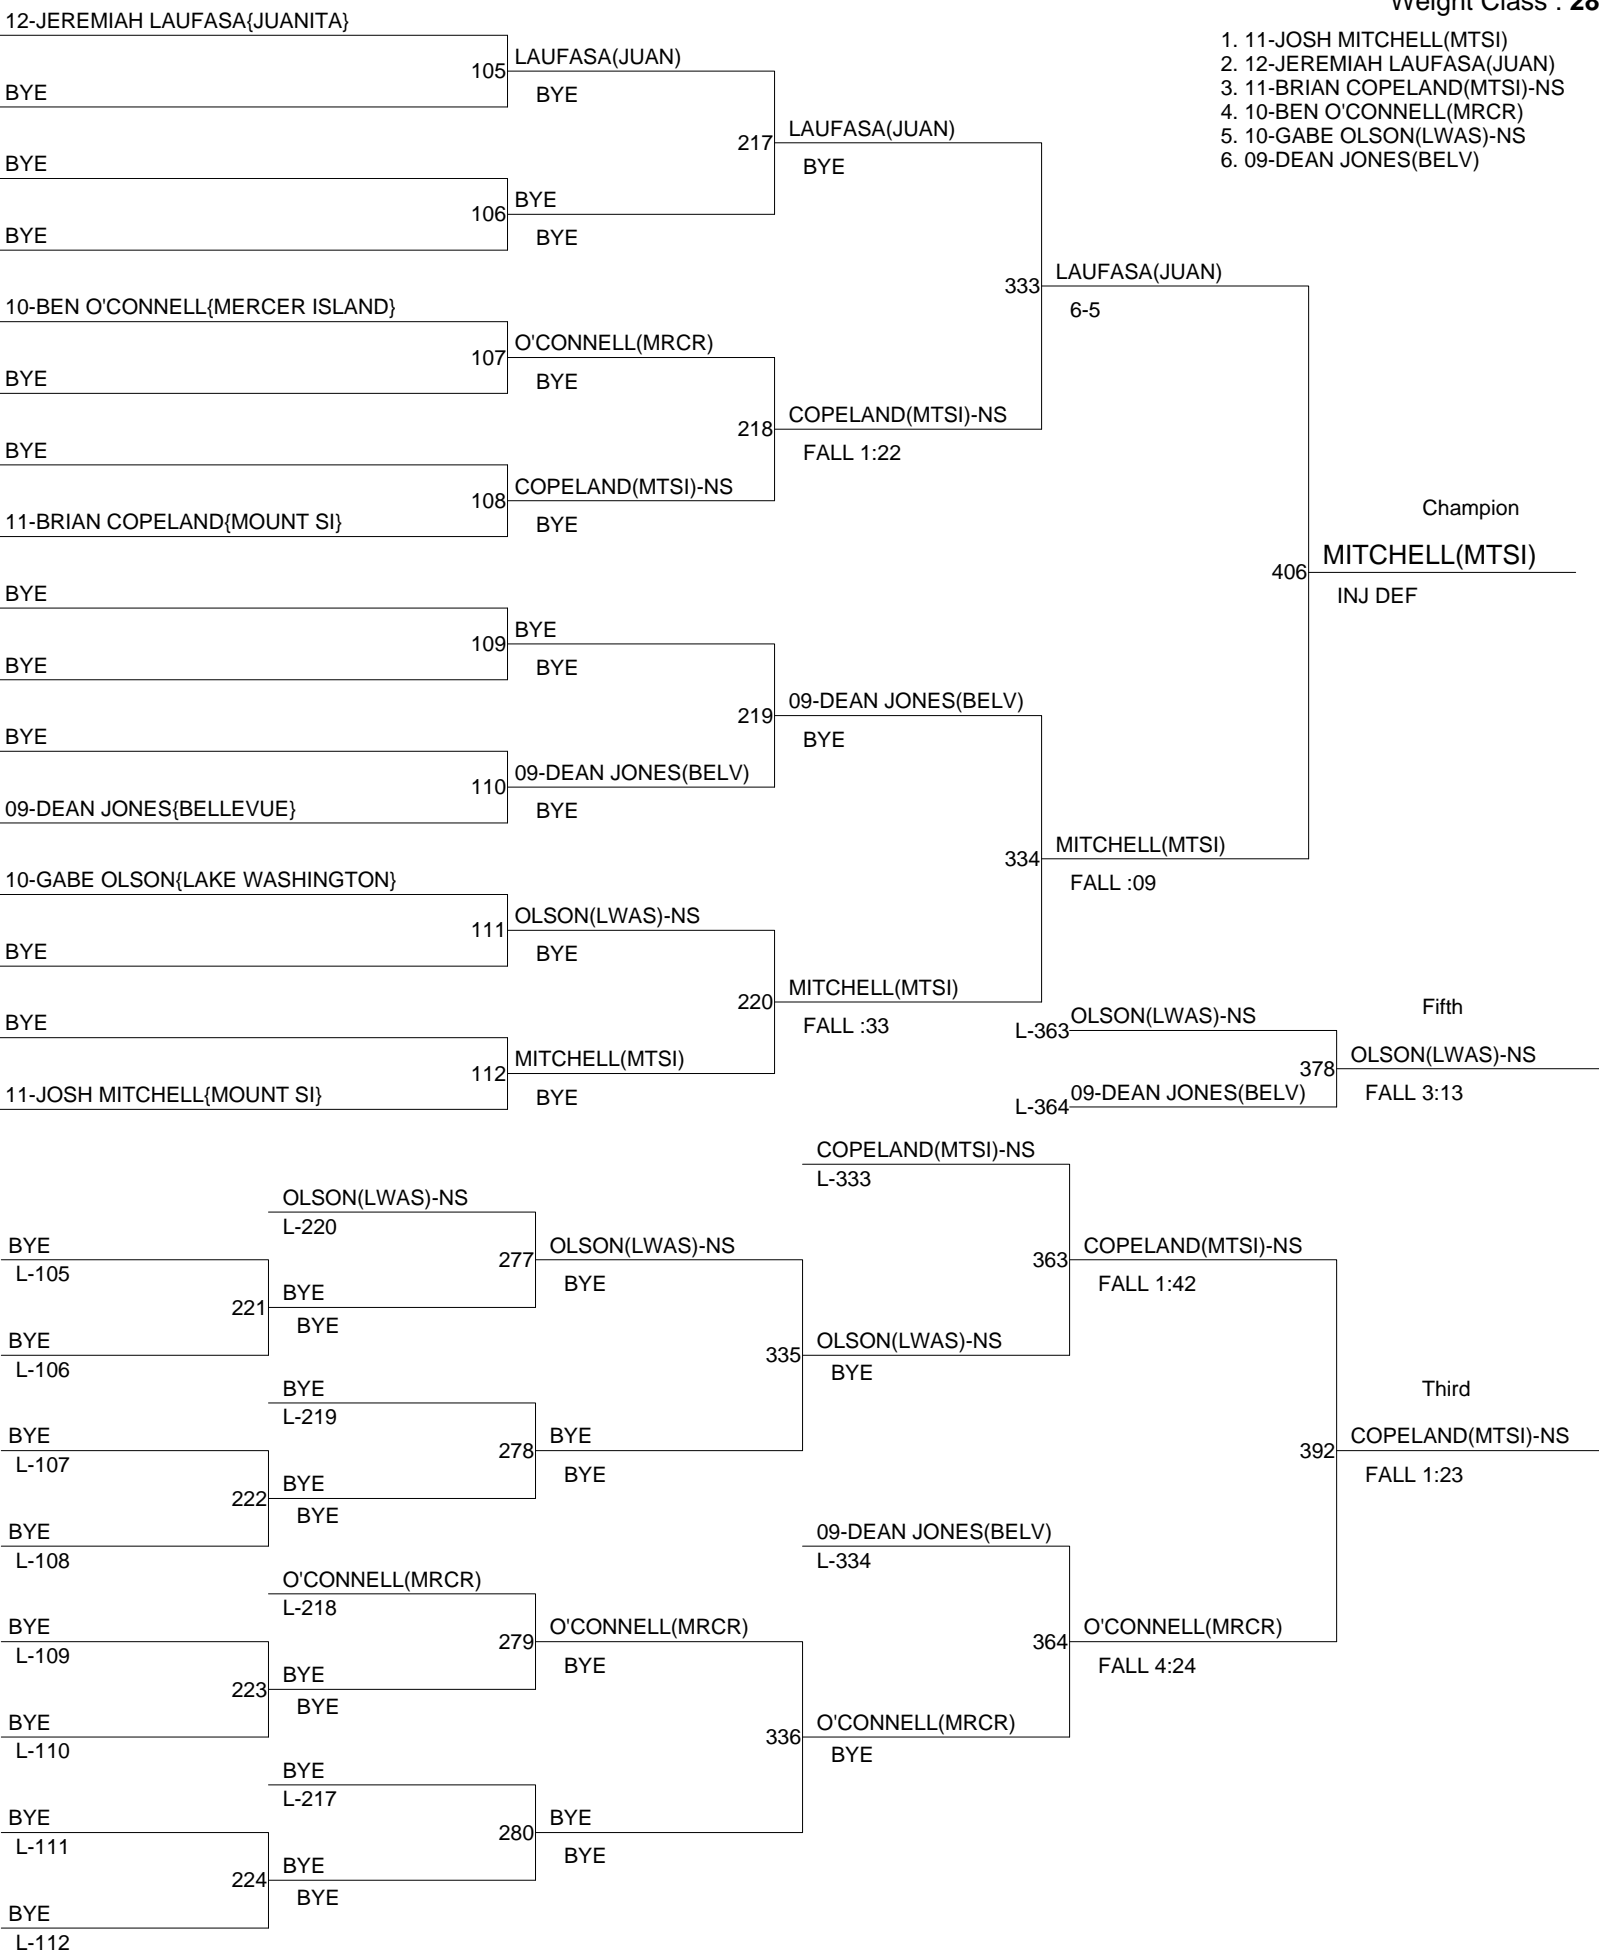 Weight Class : 28
1. 11-JOSH MITCHELL(MTSI)
2. 12-JEREMIAH LAUFASA(JUAN)
3. 11-BRIAN COPELAND(MTSI)-NS
4. 10-BEN O'CONNELL(MRCR)
5. 10-GABE OLSON(LWAS)-NS
6. 09-DEAN JONES(BELV)
12-JEREMIAH LAUFASA{JUANITA}
105
LAUFASA(JUAN)
BYE
BYE
217
LAUFASA(JUAN)
BYE
BYE
106
BYE
BYE
BYE
333
LAUFASA(JUAN)
6-5
10-BEN O'CONNELL{MERCER ISLAND}
107
O'CONNELL(MRCR)
BYE
BYE
218
COPELAND(MTSI)-NS
FALL 1:22
BYE
108
COPELAND(MTSI)-NS
BYE
11-BRIAN COPELAND{MOUNT SI}
Champion
406
MITCHELL(MTSI)
INJ DEF
BYE
109
BYE
BYE
BYE
219
09-DEAN JONES(BELV)
BYE
BYE
110
09-DEAN JONES(BELV)
BYE
09-DEAN JONES{BELLEVUE}
334
MITCHELL(MTSI)
FALL :09
10-GABE OLSON{LAKE WASHINGTON}
111
OLSON(LWAS)-NS
BYE
BYE
220
MITCHELL(MTSI)
FALL :33
BYE
112
MITCHELL(MTSI)
BYE
11-JOSH MITCHELL{MOUNT SI}
Fifth
L-363
OLSON(LWAS)-NS
378
OLSON(LWAS)-NS
FALL 3:13
L-364
09-DEAN JONES(BELV)
COPELAND(MTSI)-NS
L-333
OLSON(LWAS)-NS
L-220
BYE
L-105
277
OLSON(LWAS)-NS
BYE
363
COPELAND(MTSI)-NS
FALL 1:42
221
BYE
BYE
BYE
L-106
335
OLSON(LWAS)-NS
BYE
BYE
L-219
Third
BYE
L-107
278
BYE
BYE
392
COPELAND(MTSI)-NS
FALL 1:23
222
BYE
BYE
BYE
L-108
09-DEAN JONES(BELV)
L-334
O'CONNELL(MRCR)
L-218
BYE
L-109
279
O'CONNELL(MRCR)
BYE
364
O'CONNELL(MRCR)
FALL 4:24
223
BYE
BYE
BYE
L-110
336
O'CONNELL(MRCR)
BYE
BYE
L-217
BYE
L-111
280
BYE
BYE
224
BYE
BYE
BYE
L-112